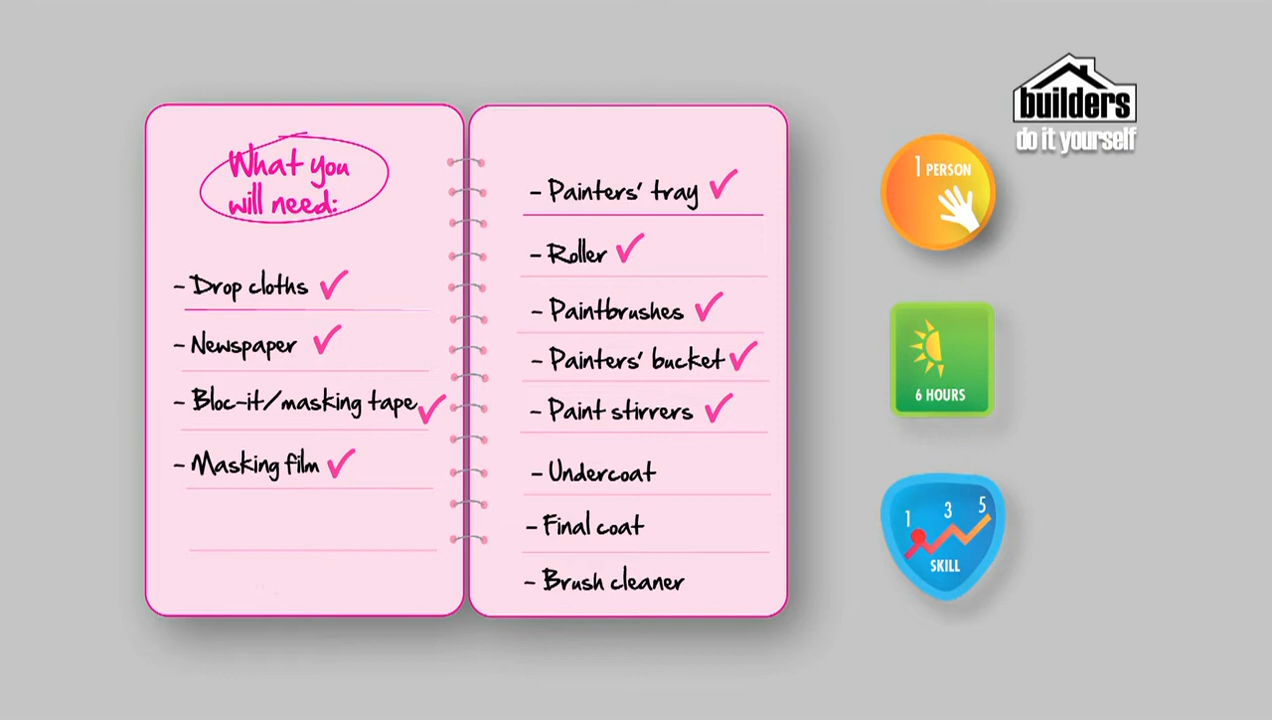 What you
will need:
- Drop cloths ✓
- Newspaper ✓
- Bloc-it/masking tape ✓
- Masking film ✓
- Painters' tray ✓
- Roller ✓
- Paintbrushes ✓
- Painters' bucket ✓
- Paint stirrers ✓
- Undercoat
- Final coat
- Brush cleaner
builders
do it yourself
1 PERSON
6 HOURS
1 3 5
SKILL